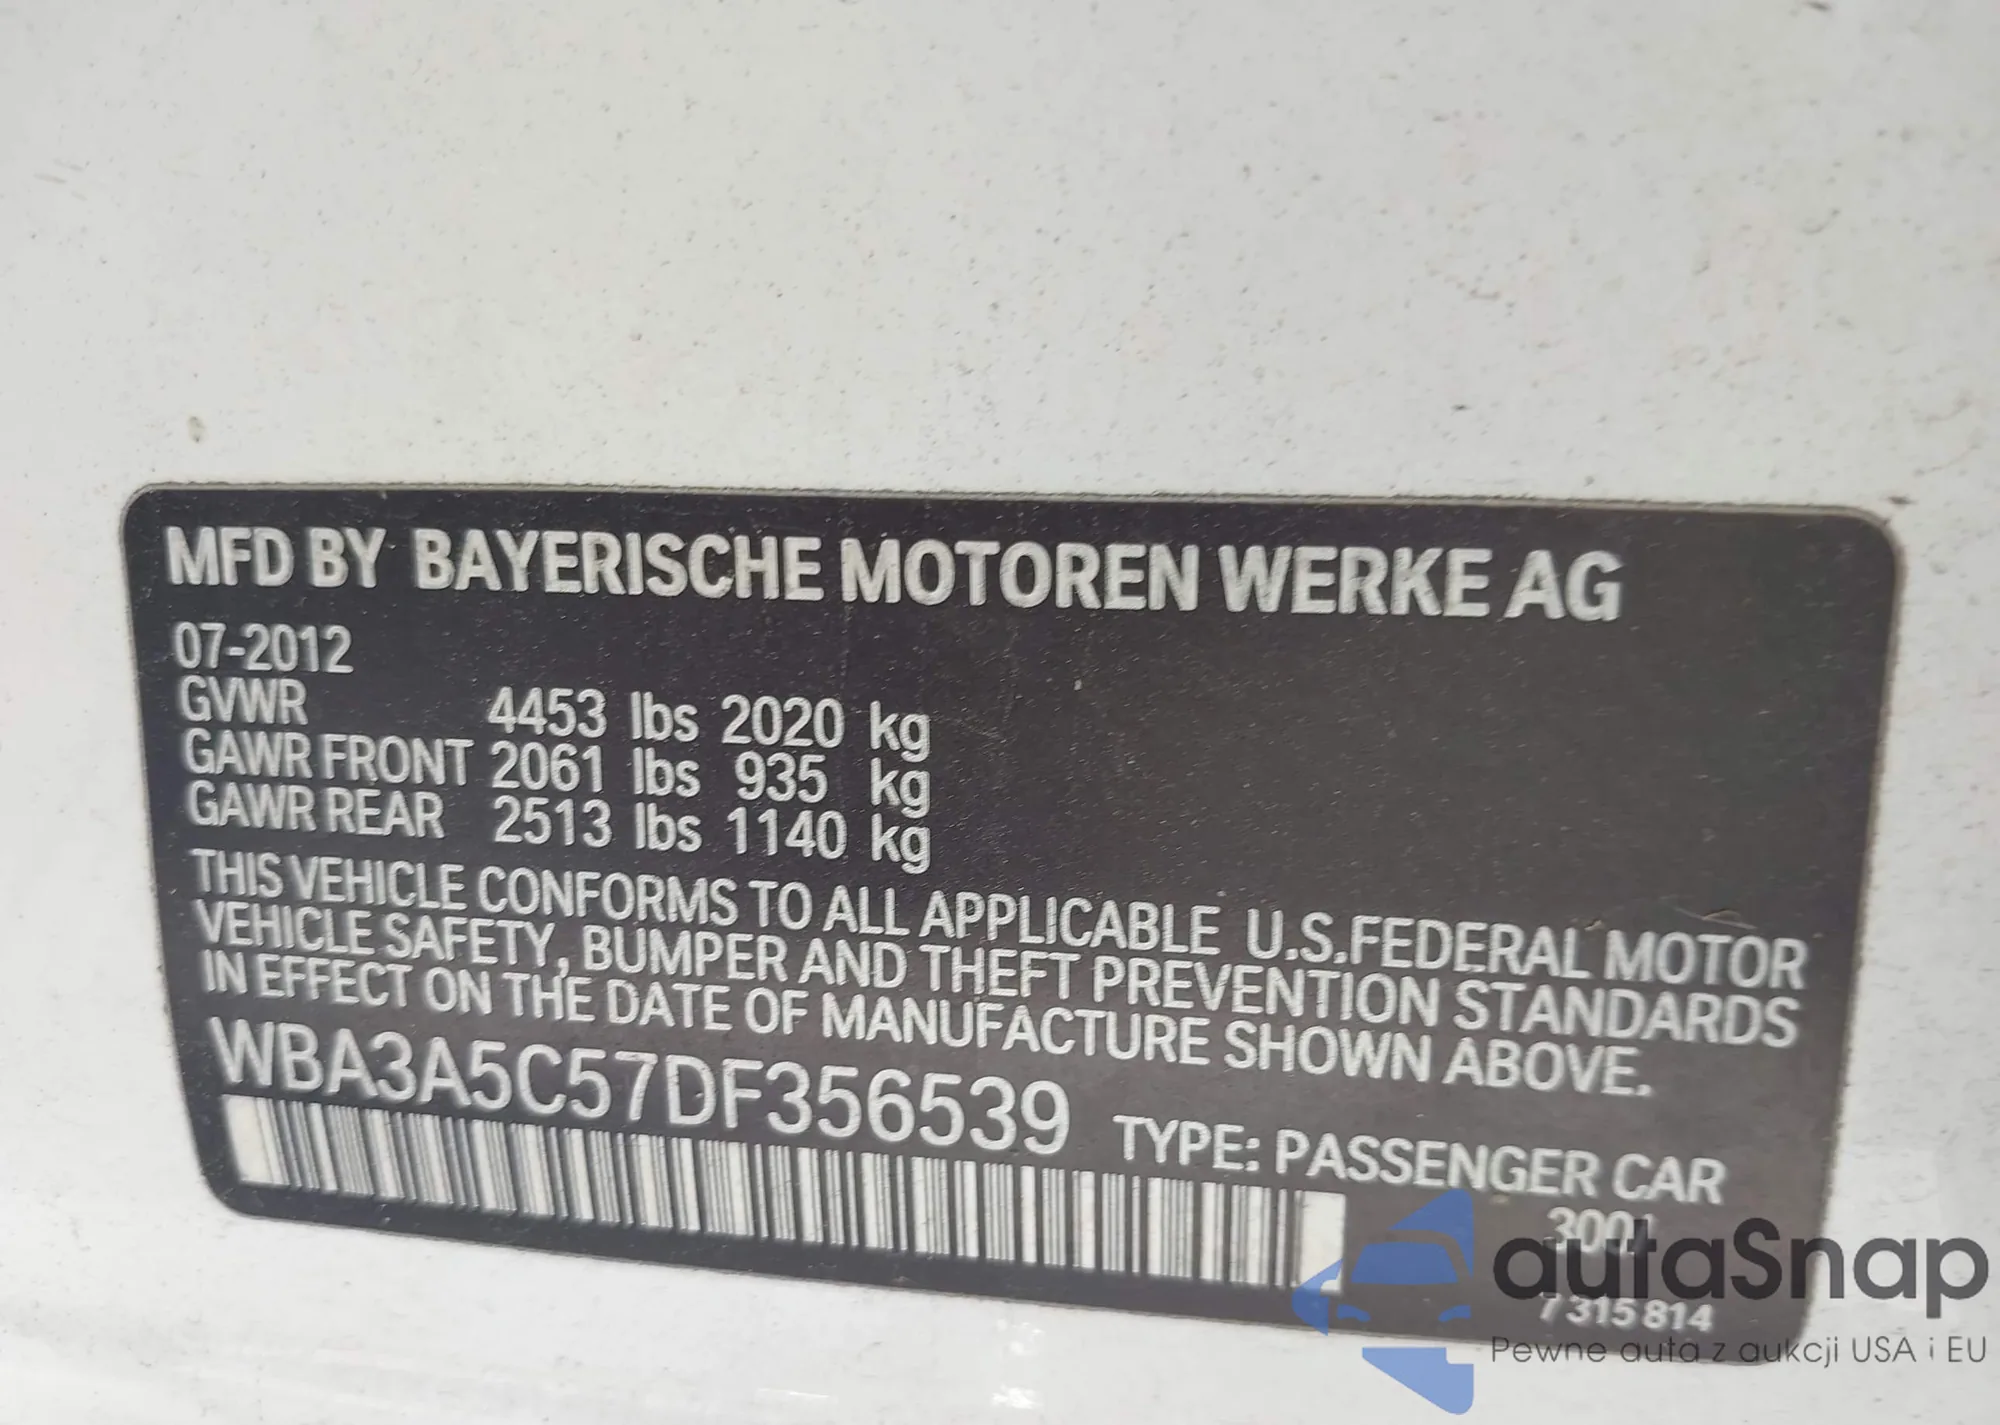 MFD BY BAYERISCHE MOTOREN WERKE AG
07-2012
GVWR 4453 lbs 2020 kg
GAWR FRONT 2061 lbs 935 kg
GAWR REAR 2513 lbs 1140 kg
THIS VEHICLE CONFORMS TO ALL APPLICABLE U.S.FEDERAL MOTOR
VEHICLE SAFETY, BUMPER AND THEFT PREVENTION STANDARDS
IN EFFECT ON THE DATE OF MANUFACTURE SHOWN ABOVE.
WBA3A5C57DF356539
TYPE: PASSENGER CAR
3001
7 315 814
autaSnap
Pewne auta z aukcji USA i EU